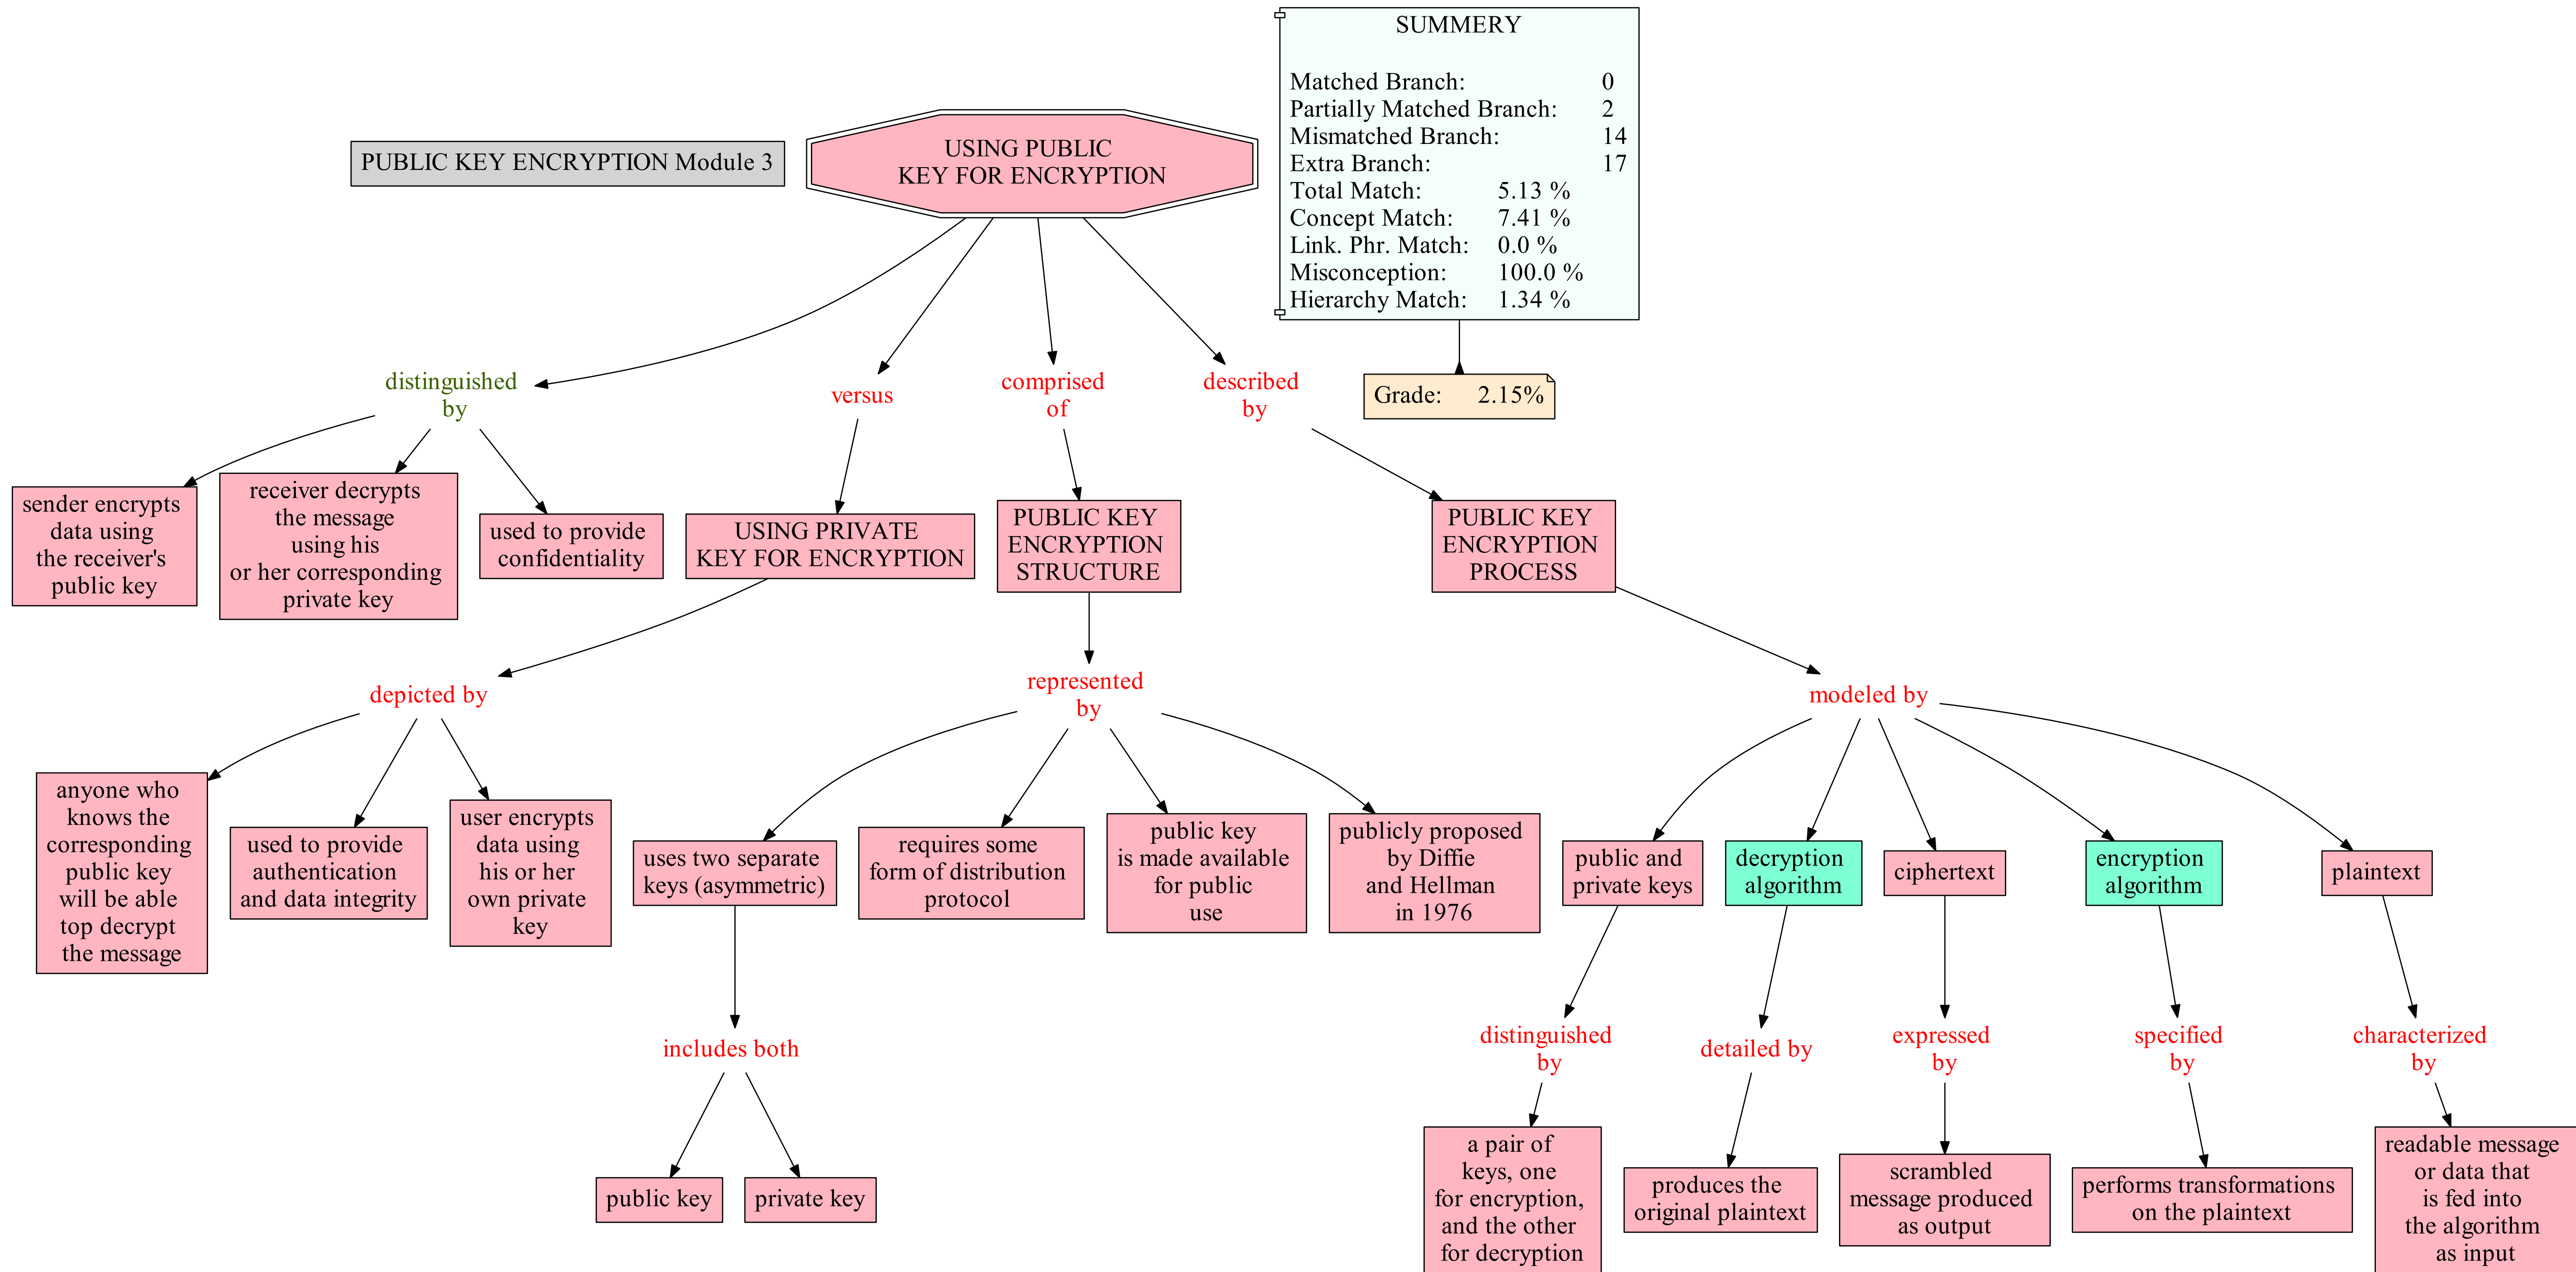 SUMMERY
Matched Branch: 0
Partially Matched Branch: 2
Mismatched Branch: 14
Extra Branch: 17
Total Match: 5.13 %
Concept Match: 7.41 %
Link. Phr. Match: 0.0 %
Misconception: 100.0 %
Hierarchy Match: 1.34 %
PUBLIC KEY ENCRYPTION Module 3
USING PUBLIC
KEY FOR ENCRYPTION
Grade: 2.15%
distinguished
by
versus
comprised
of
described
by
sender encrypts
data using
the receiver's
public key
receiver decrypts
the message
using his
or her corresponding
private key
used to provide
confidentiality
USING PRIVATE
KEY FOR ENCRYPTION
PUBLIC KEY
ENCRYPTION
STRUCTURE
PUBLIC KEY
ENCRYPTION
PROCESS
depicted by
represented
by
modeled by
anyone who
knows the
corresponding
public key
will be able
top decrypt
the message
used to provide
authentication
and data integrity
user encrypts
data using
his or her
own private
key
uses two separate
keys (asymmetric)
requires some
form of distribution
protocol
public key
is made available
for public
use
publicly proposed
by Diffie
and Hellman
in 1976
public and
private keys
decryption
algorithm
ciphertext
encryption
algorithm
plaintext
includes both
distinguished
by
detailed by
expressed
by
specified
by
characterized
by
public key
private key
a pair of
keys, one
for encryption,
and the other
for decryption
produces the
original plaintext
scrambled
message produced
as output
performs transformations
on the plaintext
readable message
or data that
is fed into
the algorithm
as input